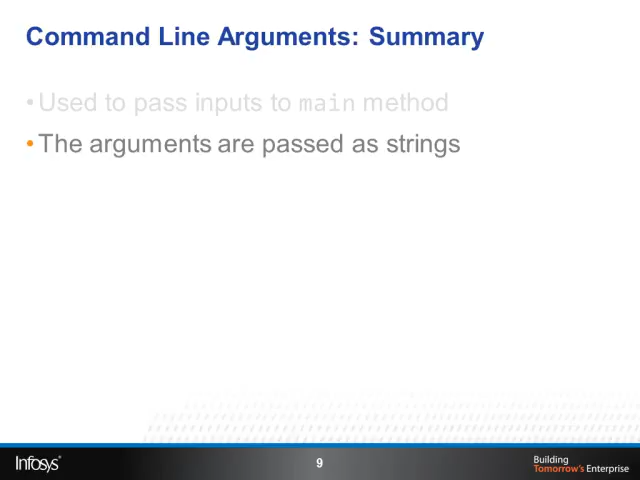 Command Line Arguments: Summary
• Used to pass inputs to main method
• The arguments are passed as strings
Infosys®
9
Building
Tomorrow's Enterprise